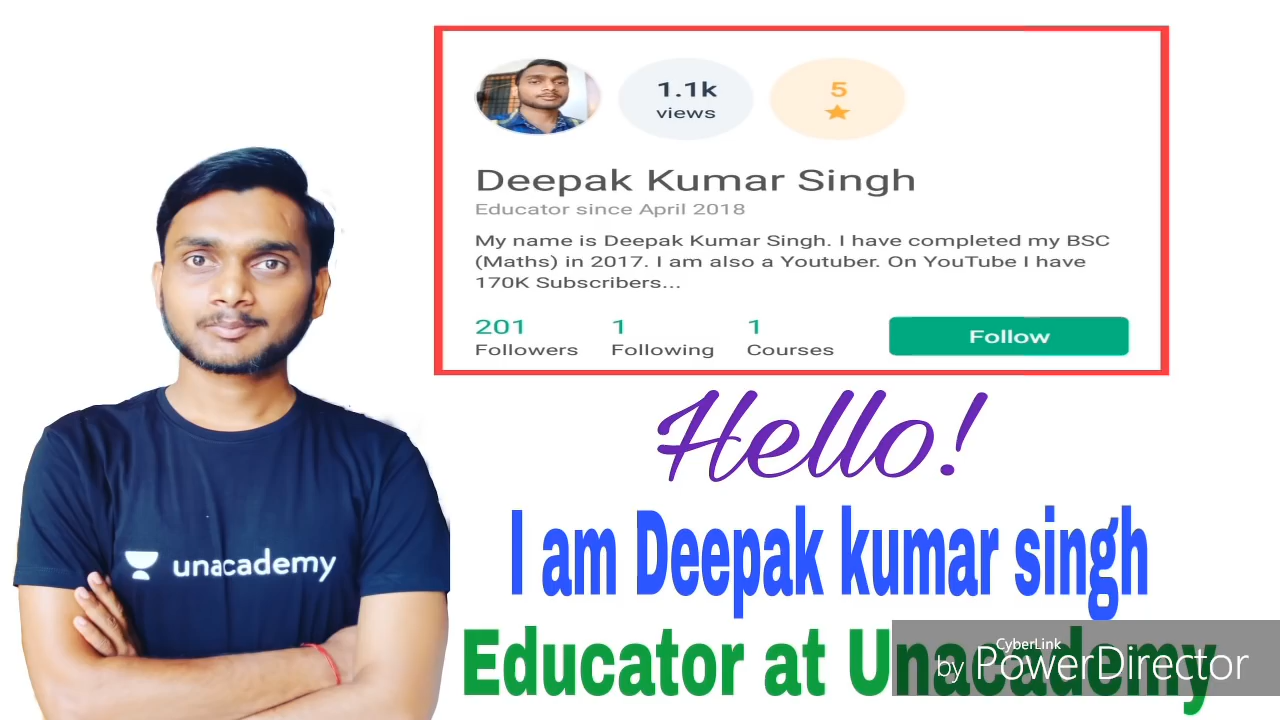 1.1k
views
5
Deepak Kumar Singh
Educator since April 2018
My name is Deepak Kumar Singh. I have completed my BSC
(Maths) in 2017. I am also a Youtuber. On YouTube I have
170K Subscribers...
201 1 1
Followers Following Courses
Follow
Hello!
I am Deepak kumar singh
unacademy
Educator at Unacademy
CyberLink
by PowerDirector